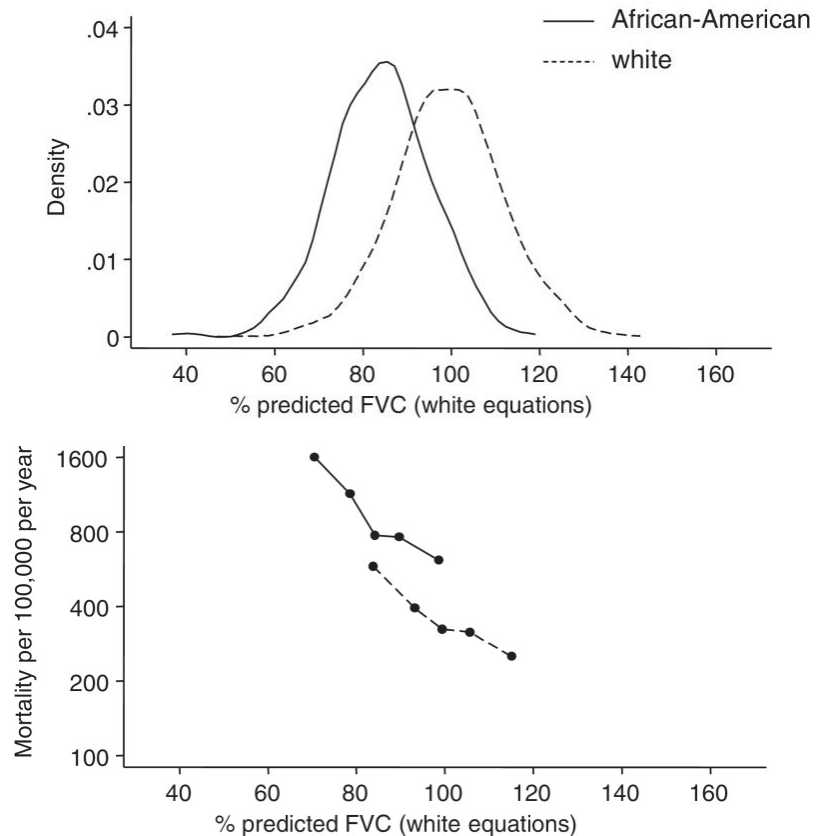 African-American
white
Density
.04
.03
.02
.01
0
40 60 80 100 120 140 160
% predicted FVC (white equations)
Mortality per 100,000 per year
1600
800
400
200
100
40 60 80 100 120 140 160
% predicted FVC (white equations)